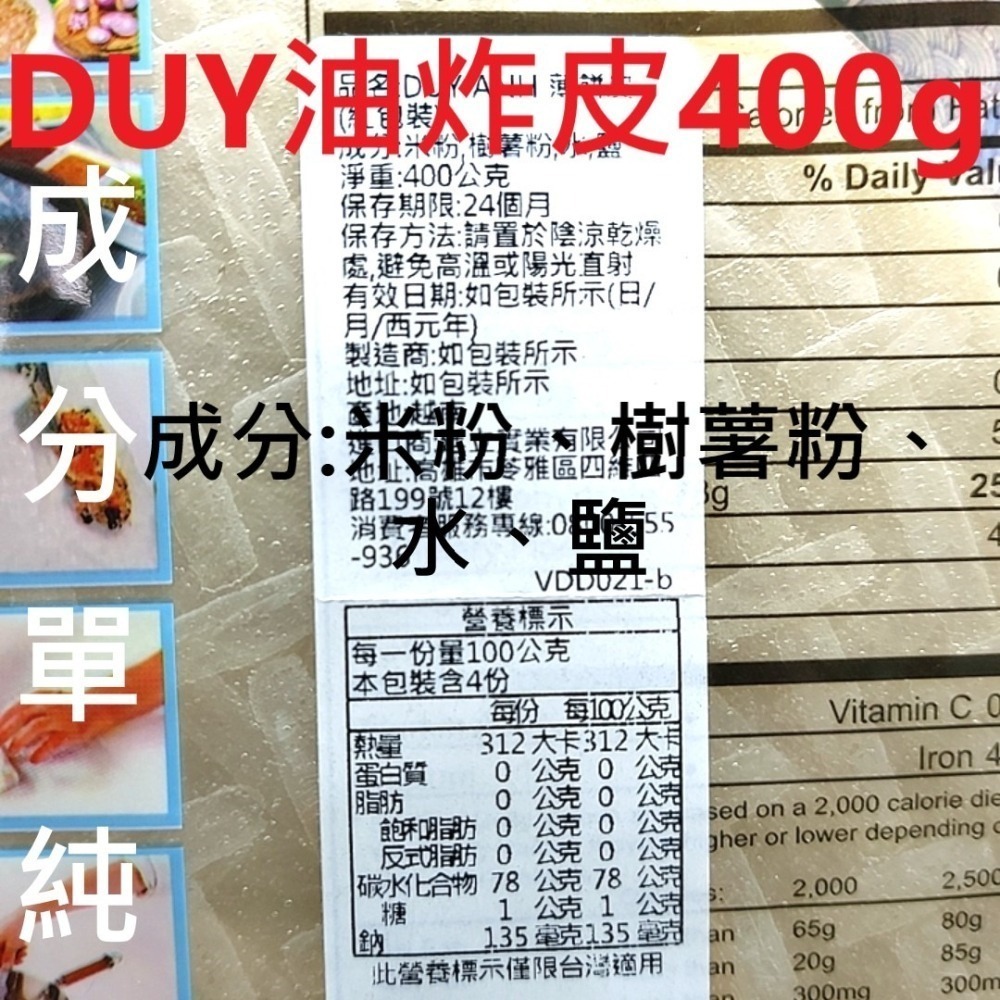 DUY油炸皮400g
成分單純
成分:米粉、樹薯粉、
水、鹽
淨重:400公克
保存期限:24個月
保存方法:請置於陰涼乾燥
處,避免高溫或陽光直射
有效日期:如包裝所示(日/
月/西元年)
製造商:如包裝所示
地址:如包裝所示
路199號12樓
VDD021-b
營養標示
每一份量100公克
本包裝含4份
每份 每100公克
熱量 312 大卡 312 大卡
蛋白質 0 公克 0 公克
脂肪 0 公克 0 公克
飽和脂肪 0 公克 0 公克
反式脂肪 0 公克 0 公克
碳水化合物 78 公克 78 公克
糖 1 公克 1 公克
鈉 135 毫克 135 毫克
此營養標示僅限台灣適用
% Daily
Vitamin C
Iron
on a 2,000 calorie
or lower depending
2,000
65g 80g
20g 85g
300mg